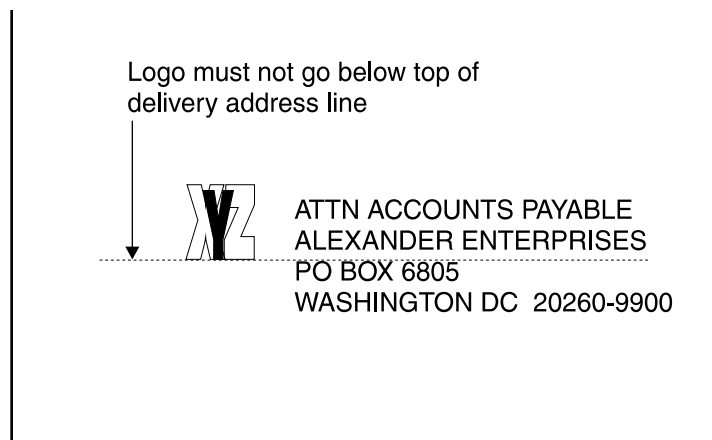 Logo must not go below top of
delivery address line
XYZ
ATTN ACCOUNTS PAYABLE
ALEXANDER ENTERPRISES
PO BOX 6805
WASHINGTON DC  20260-9900